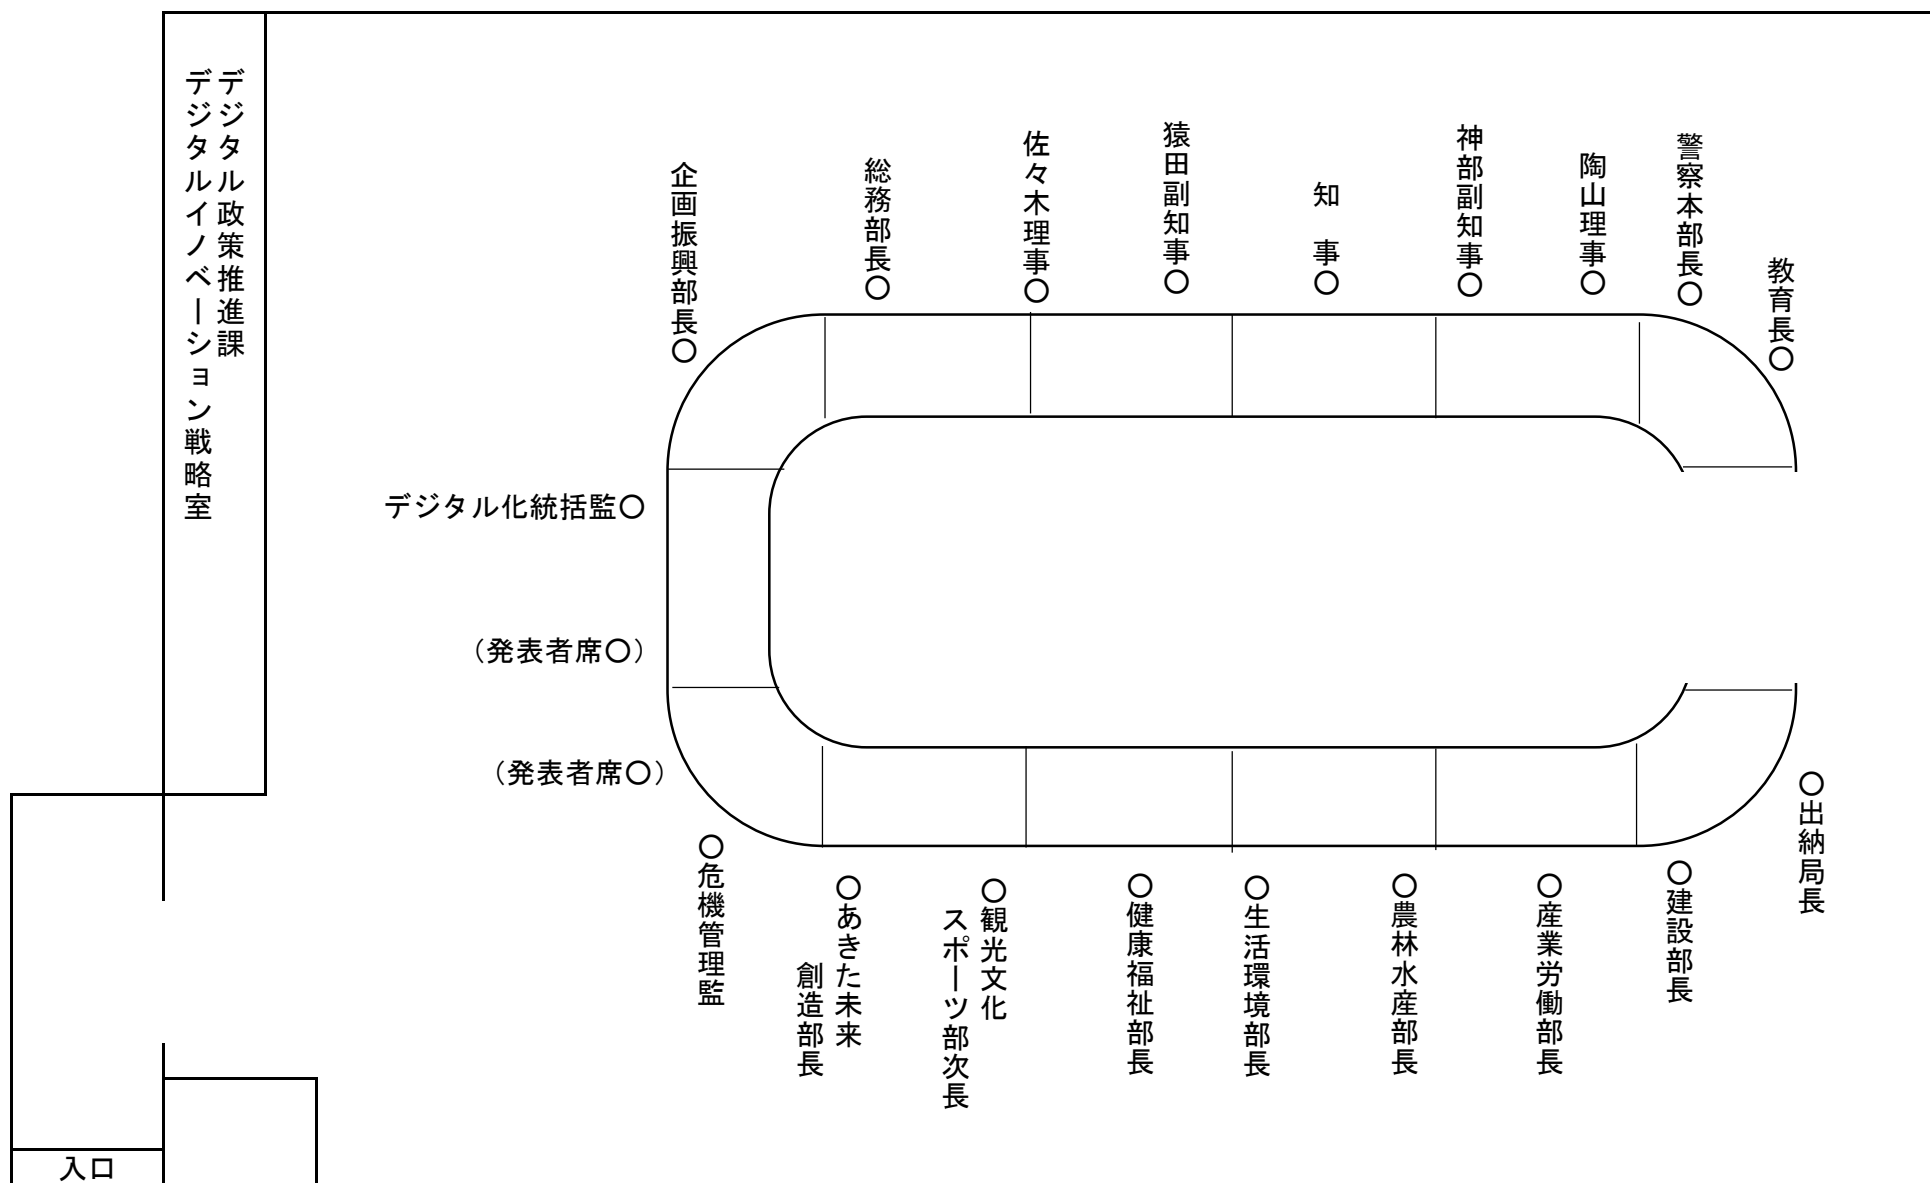 デジタル政策推進課
デジタルイノベーション戦略室
企画振興部長○
総務部長○
佐々木理事○
猿田副知事○
知　事○
神部副知事○
陶山理事○
警察本部長○
教育長○
デジタル化統括監○
（発表者席○）
（発表者席○）
○危機管理監
○あきた未来
創造部長
○観光文化
スポーツ部次長
○健康福祉部長
○生活環境部長
○農林水産部長
○産業労働部長
○建設部長
○出納局長
入口